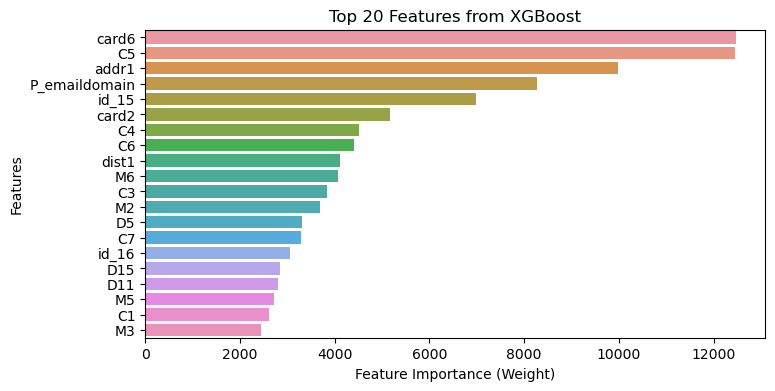 Top 20 Features from XGBoost
Features
card6
C5
addr1
P_emaildomain
id_15
card2
C4
C6
dist1
M6
C3
M2
D5
C7
id_16
D15
D11
M5
C1
M3
0 2000 4000 6000 8000 10000 12000
Feature Importance (Weight)